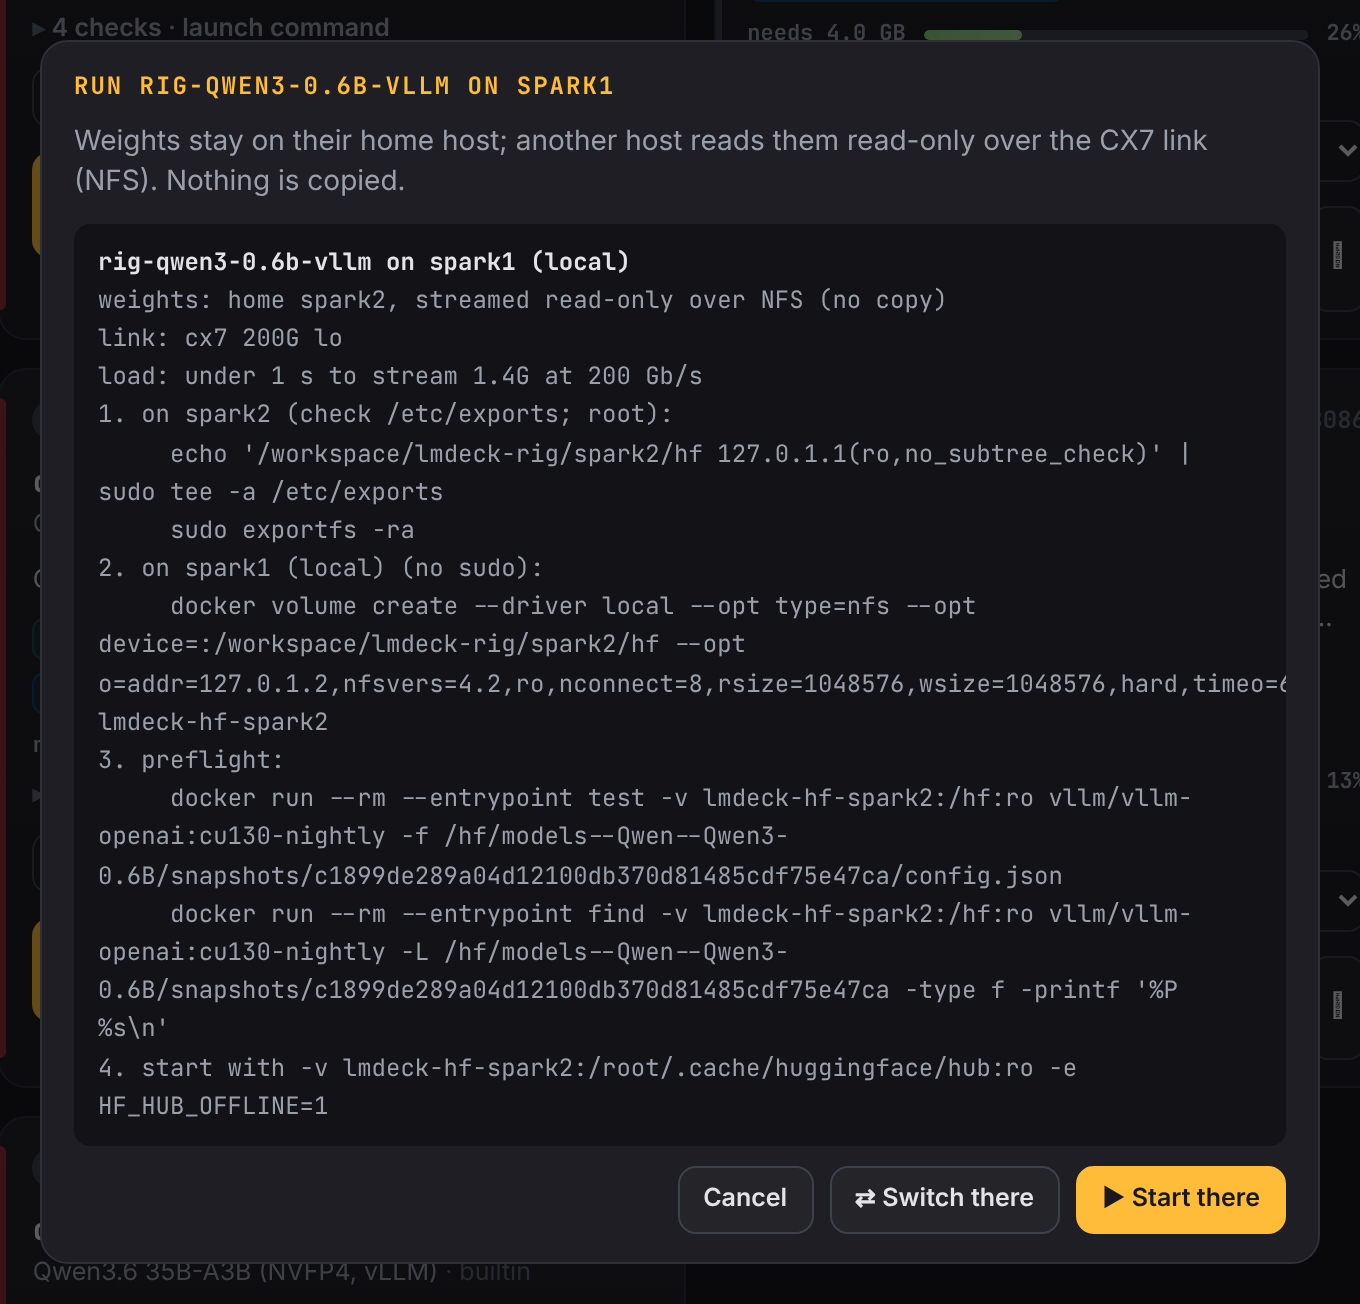 ▶ 4 checks · launch command
needs 4.0 GB 26%
RUN RIG-QWEN3-0.6B-VLLM ON SPARK1
Weights stay on their home host; another host reads them read-only over the CX7 link
(NFS). Nothing is copied.
rig-qwen3-0.6b-vllm on spark1 (local)
weights: home spark2, streamed read-only over NFS (no copy)
link: cx7 200G lo
load: under 1 s to stream 1.4G at 200 Gb/s
1. on spark2 (check /etc/exports; root):
echo '/workspace/lmdeck-rig/spark2/hf 127.0.1.1(ro,no_subtree_check)' |
sudo tee -a /etc/exports
sudo exportfs -ra
2. on spark1 (local) (no sudo):
docker volume create --driver local --opt type=nfs --opt
device=:/workspace/lmdeck-rig/spark2/hf --opt
o=addr=127.0.1.2,nfsvers=4.2,ro,nconnect=8,rsize=1048576,wsize=1048576,hard,timeo=6
lmdeck-hf-spark2
3. preflight:
docker run --rm --entrypoint test -v lmdeck-hf-spark2:/hf:ro vllm/vllm-
openai:cu130-nightly -f /hf/models--Qwen--Qwen3-
0.6B/snapshots/c1899de289a04d12100db370d81485cdf75e47ca/config.json
docker run --rm --entrypoint find -v lmdeck-hf-spark2:/hf:ro vllm/vllm-
openai:cu130-nightly -L /hf/models--Qwen--Qwen3-
0.6B/snapshots/c1899de289a04d12100db370d81485cdf75e47ca -type f -printf '%P
%s\n'
4. start with -v lmdeck-hf-spark2:/root/.cache/huggingface/hub:ro -e
HF_HUB_OFFLINE=1
Cancel
⇄ Switch there
▶ Start there
ed
13%
Qwen3.6 35B-A3B (NVFP4, vLLM) · builtin